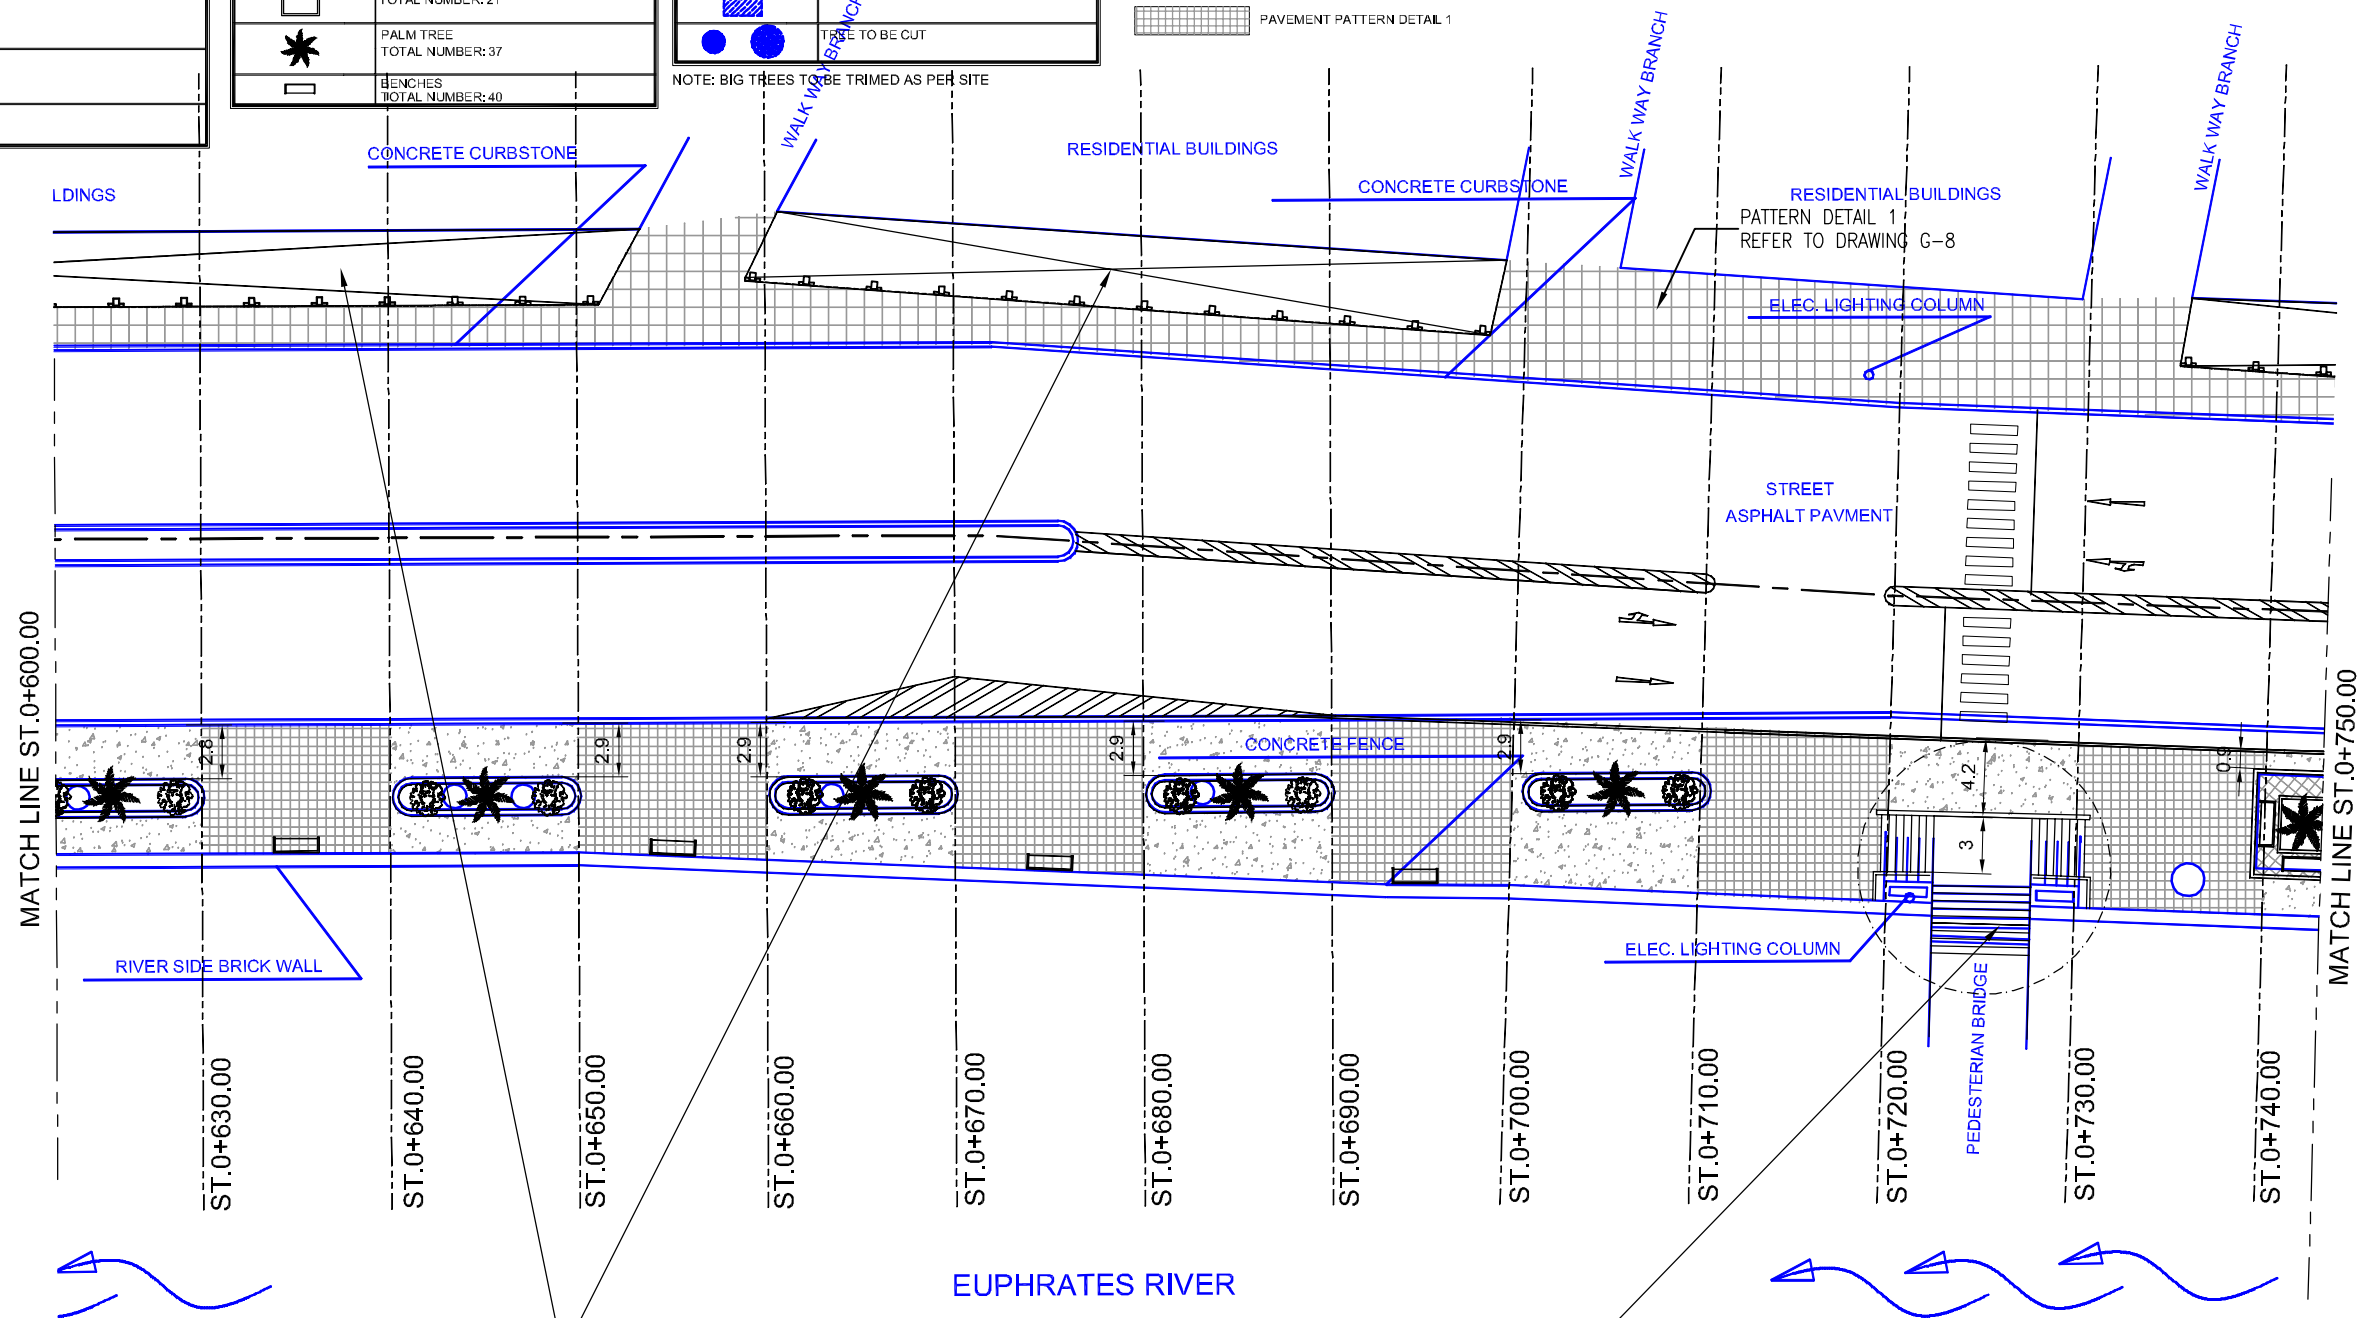 TOTAL NUMBER: 21
PALM TREE
TOTAL NUMBER: 37
BENCHES
TOTAL NUMBER: 40
TREE TO BE CUT
NOTE: BIG TREES TO BE TRIMED AS PER SITE
PAVEMENT PATTERN DETAIL 1
WALK WAY BRANCH
WALK WAY BRANCH
WALK WAY BRANCH
CONCRETE CURBSTONE
RESIDENTIAL BUILDINGS
CONCRETE CURBSTONE
RESIDENTIAL BUILDINGS
LDINGS
PATTERN DETAIL 1
REFER TO DRAWING G-8
ELEC. LIGHTING COLUMN
STREET
ASPHALT PAVMENT
MATCH LINE ST.0+600.00
MATCH LINE ST.0+750.00
2.8
2.9
2.9
2.9
2.9
CONCRETE FENCE
4.2
3
0.9
RIVER SIDE BRICK WALL
ELEC. LIGHTING COLUMN
PEDESTERIAN BRIDGE
ST.0+630.00
ST.0+640.00
ST.0+650.00
ST.0+660.00
ST.0+670.00
ST.0+680.00
ST.0+690.00
ST.0+700.00
ST.0+710.00
ST.0+720.00
ST.0+730.00
ST.0+740.00
EUPHRATES RIVER